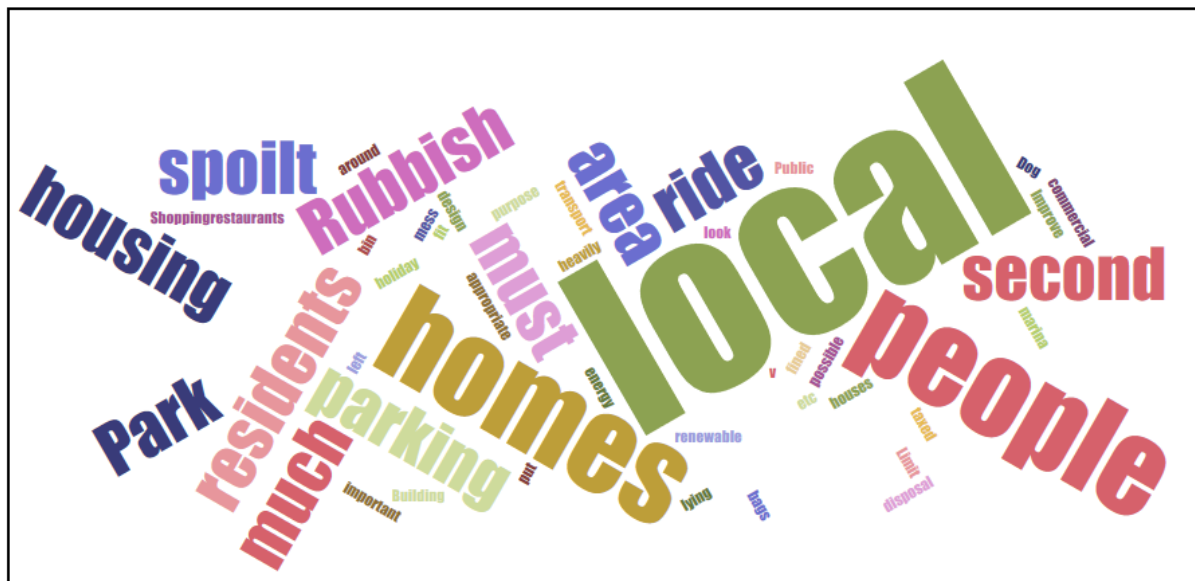 local
people
homes
housing
spoilt
Rubbish
area
ride
second
must
residents
parking
Park
much
around
Shoppingrestaurants
bin
mess
fit
design
purpose
transport
heavily
look
Public
Dog
commercial
Improve
marina
holiday
appropriate
left
energy
v
lined
possible
etc
houses
taxed
renewable
Limit
disposal
bags
lying
put
Building
important